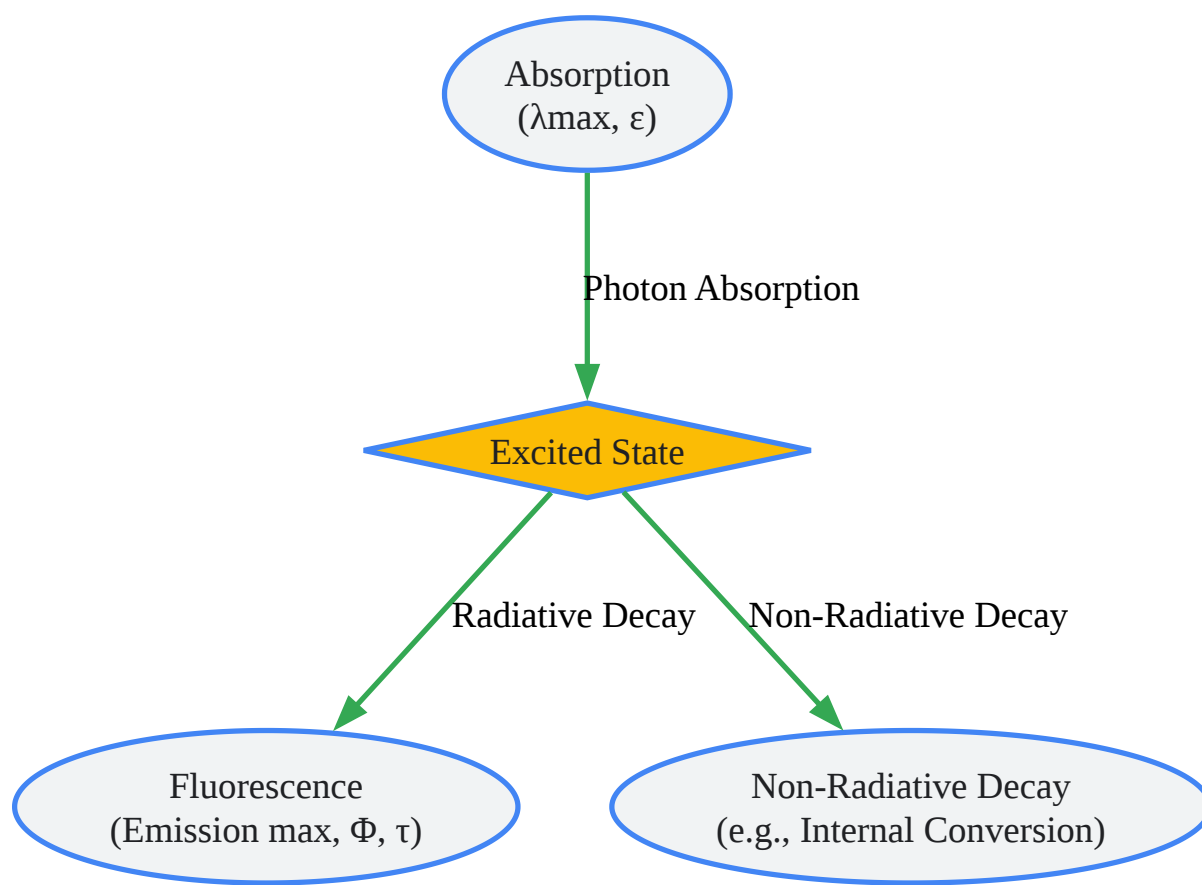 Absorption
(λmax, ε)
Photon Absorption
Excited State
Radiative Decay
Non-Radiative Decay
Fluorescence
(Emission max, Φ, τ)
Non-Radiative Decay
(e.g., Internal Conversion)